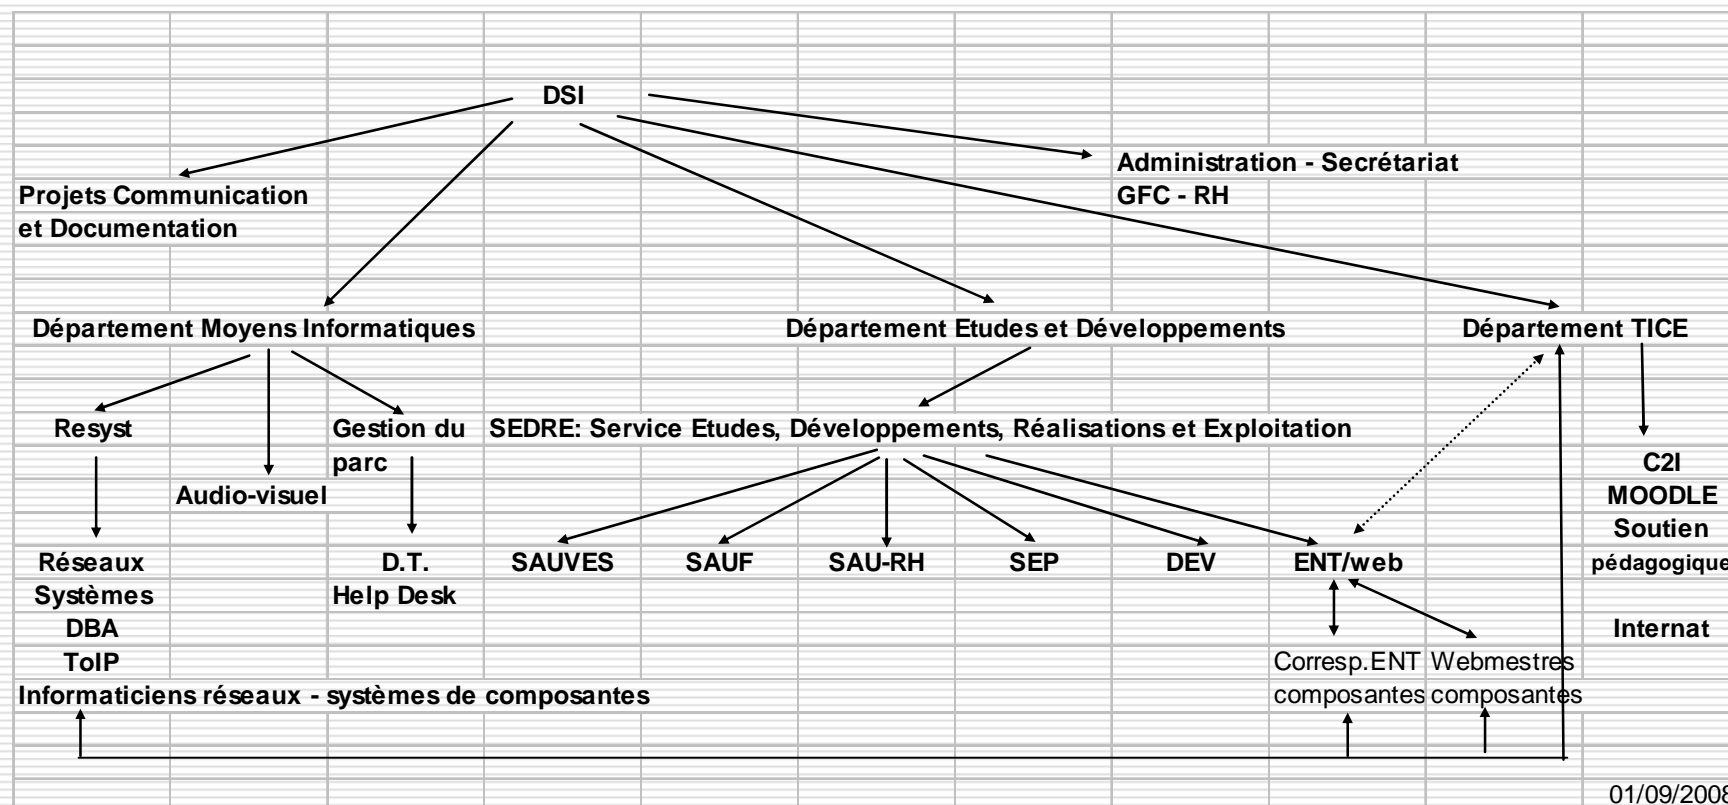 DSI
Administration - Secrétariat
GFC - RH
Projets Communication
et Documentation
Département Moyens Informatiques
Département Etudes et Développements
Département TICE
Resyst
Gestion du
parc
SEDRE: Service Etudes, Développements, Réalisations et Exploitation
Audio-visuel
C2I
MOODLE
Soutien
pédagogique
Internat
Réseaux
Systèmes
DBA
ToIP
Informaticiens réseaux - systèmes de composantes
D.T.
Help Desk
SAUVES
SAUF
SAU-RH
SEP
DEV
ENT/web
Corresp.ENT
composantes
Webmestres
composantes
01/09/2008